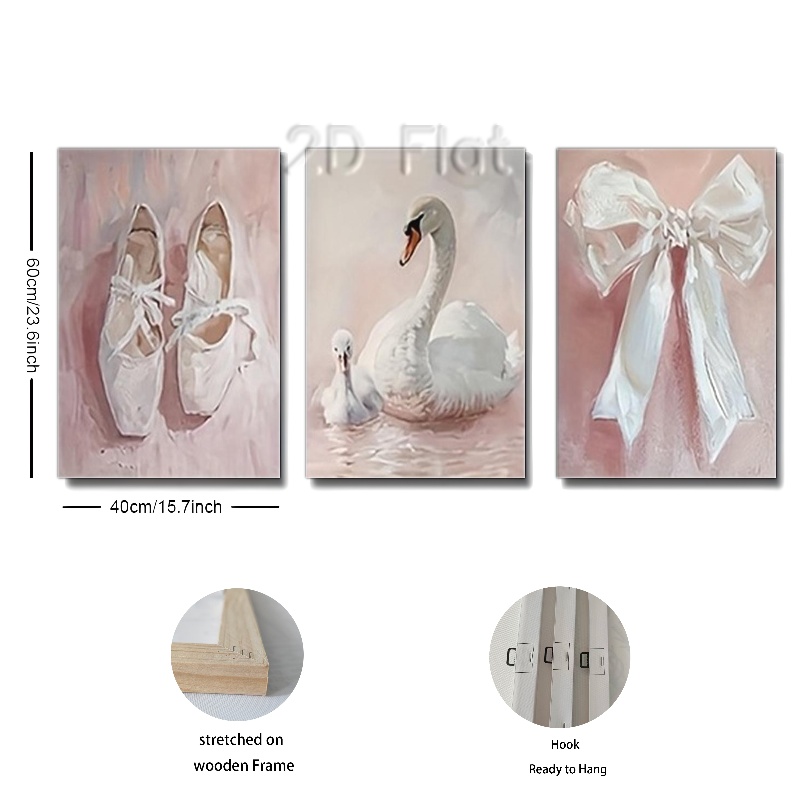 2D Flat
60cm/23.6inch
40cm/15.7inch
stretched on
wooden Frame
Hook
Ready to Hang